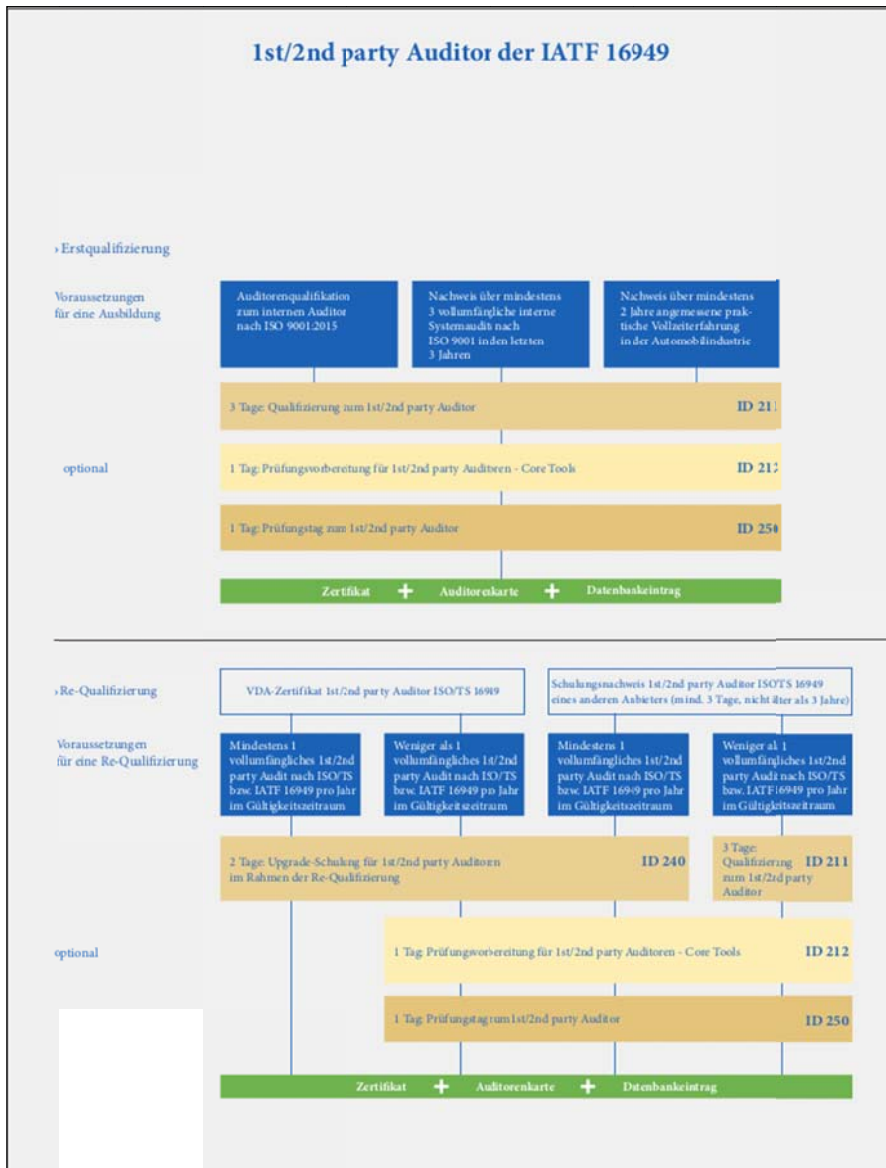 1st/2nd party Auditor der IATF 16949
› Erstqualifizierung
Voraussetzungen
für eine Ausbildung
Auditorenqualifikation
zum internen Auditor
nach ISO 9001:2015
Nachweis über mindestens
3 vollumfängliche interne
Systemaudits nach
ISO 9001 in den letzten
3 Jahren
Nachweis über mindestens
2 Jahre angemessene prak-
tische Vollzeiterfahrung
in der Automobilindustrie
3 Tage: Qualifizierung zum 1st/2nd party Auditor ID 211
optional
1 Tag: Prüfungsvorbereitung für 1st/2nd party Auditoren - Core Tools ID 212
1 Tag: Prüfungstag zum 1st/2nd party Auditor ID 250
Zertifikat + Auditorenkarte + Datenbankeintrag
› Re-Qualifizierung
VDA-Zertifikat 1st/2nd party Auditor ISO/TS 16949
Schulungsnachweis 1st/2nd party Auditor ISO/TS 16949
eines anderen Anbieters (mind. 3 Tage, nicht älter als 3 Jahre)
Voraussetzungen
für eine Re-Qualifizierung
Mindestens 1
vollumfängliches 1st/2nd
party Audit nach ISO/TS
bzw. IATF 16949 pro Jahr
im Gültigkeitszeitraum
Weniger als 1
vollumfängliches 1st/2nd
party Audit nach ISO/TS
bzw. IATF 16949 pro Jahr
im Gültigkeitszeitraum
Mindestens 1
vollumfängliches 1st/2nd
party Audit nach ISO/TS
bzw. IATF 16949 pro Jahr
im Gültigkeitszeitraum
Weniger als 1
vollumfängliches 1st/2nd
party Audit nach ISO/TS
bzw. IATF 16949 pro Jahr
im Gültigkeitszeitraum
2 Tage: Upgrade-Schulung für 1st/2nd party Auditoren ID 240
im Rahmen der Re-Qualifizierung
3 Tage:
Qualifizierung ID 211
zum 1st/2nd party
Auditor
optional
1 Tag: Prüfungsvorbereitung für 1st/2nd party Auditoren - Core Tools ID 212
1 Tag: Prüfungstag zum 1st/2nd party Auditor ID 250
Zertifikat + Auditorenkarte + Datenbankeintrag